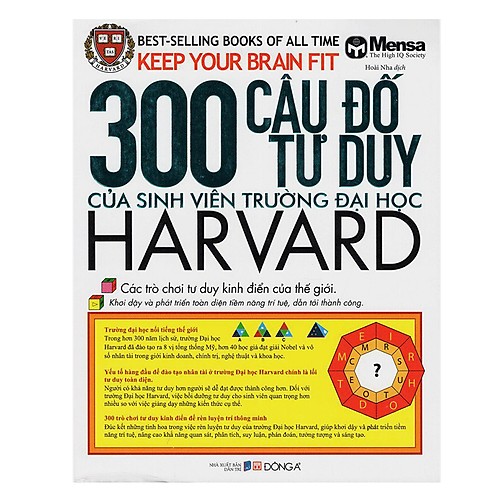 HARVARD
BEST-SELLING BOOKS OF ALL TIME
KEEP YOUR BRAIN FIT
Mensa
The High IQ Society
Hoài Nha dịch
300 CÂU ĐỐ
TƯ DUY
CỦA SINH VIÊN TRƯỜNG ĐẠI HỌC
HARVARD
Các trò chơi tư duy kinh điển của thế giới.
Khơi dậy và phát triển toàn diện tiềm năng trí tuệ, dẫn tới thành công.
Trường đại học nổi tiếng thế giới
Trong hơn 300 năm lịch sử, trường Đại học
Harvard đã đào tạo ra 8 vị tổng thống Mỹ, hơn 40 học giả đạt giải Nobel và vô
số nhân tài trong giới kinh doanh, chính trị, nghệ thuật và khoa học.
A B C
Yếu tố hàng đầu để đào tạo nhân tài ở trường Đại học Harvard chính là lối
tư duy toàn diện.
Người có khả năng tư duy hơn người sẽ dễ đạt được thành công hơn. Đối với
trường Đại học Harvard, việc bồi dưỡng tư duy cho sinh viên quan trọng hơn
nhiều so với việc giảng dạy những kiến thức cụ thể.
300 trò chơi tư duy kinh điển để rèn luyện trí thông minh
Đúc kết những tinh hoa trong việc rèn luyện tư duy của trường Đại học Harvard, giúp khơi dậy và phát triển tiềm
năng trí tuệ, nâng cao khả năng quan sát, phân tích, suy luận, phán đoán, tưởng tượng và sáng tạo.
?
NHÀ XUẤT BẢN
DÂN TRÍ
ĐÔNG A